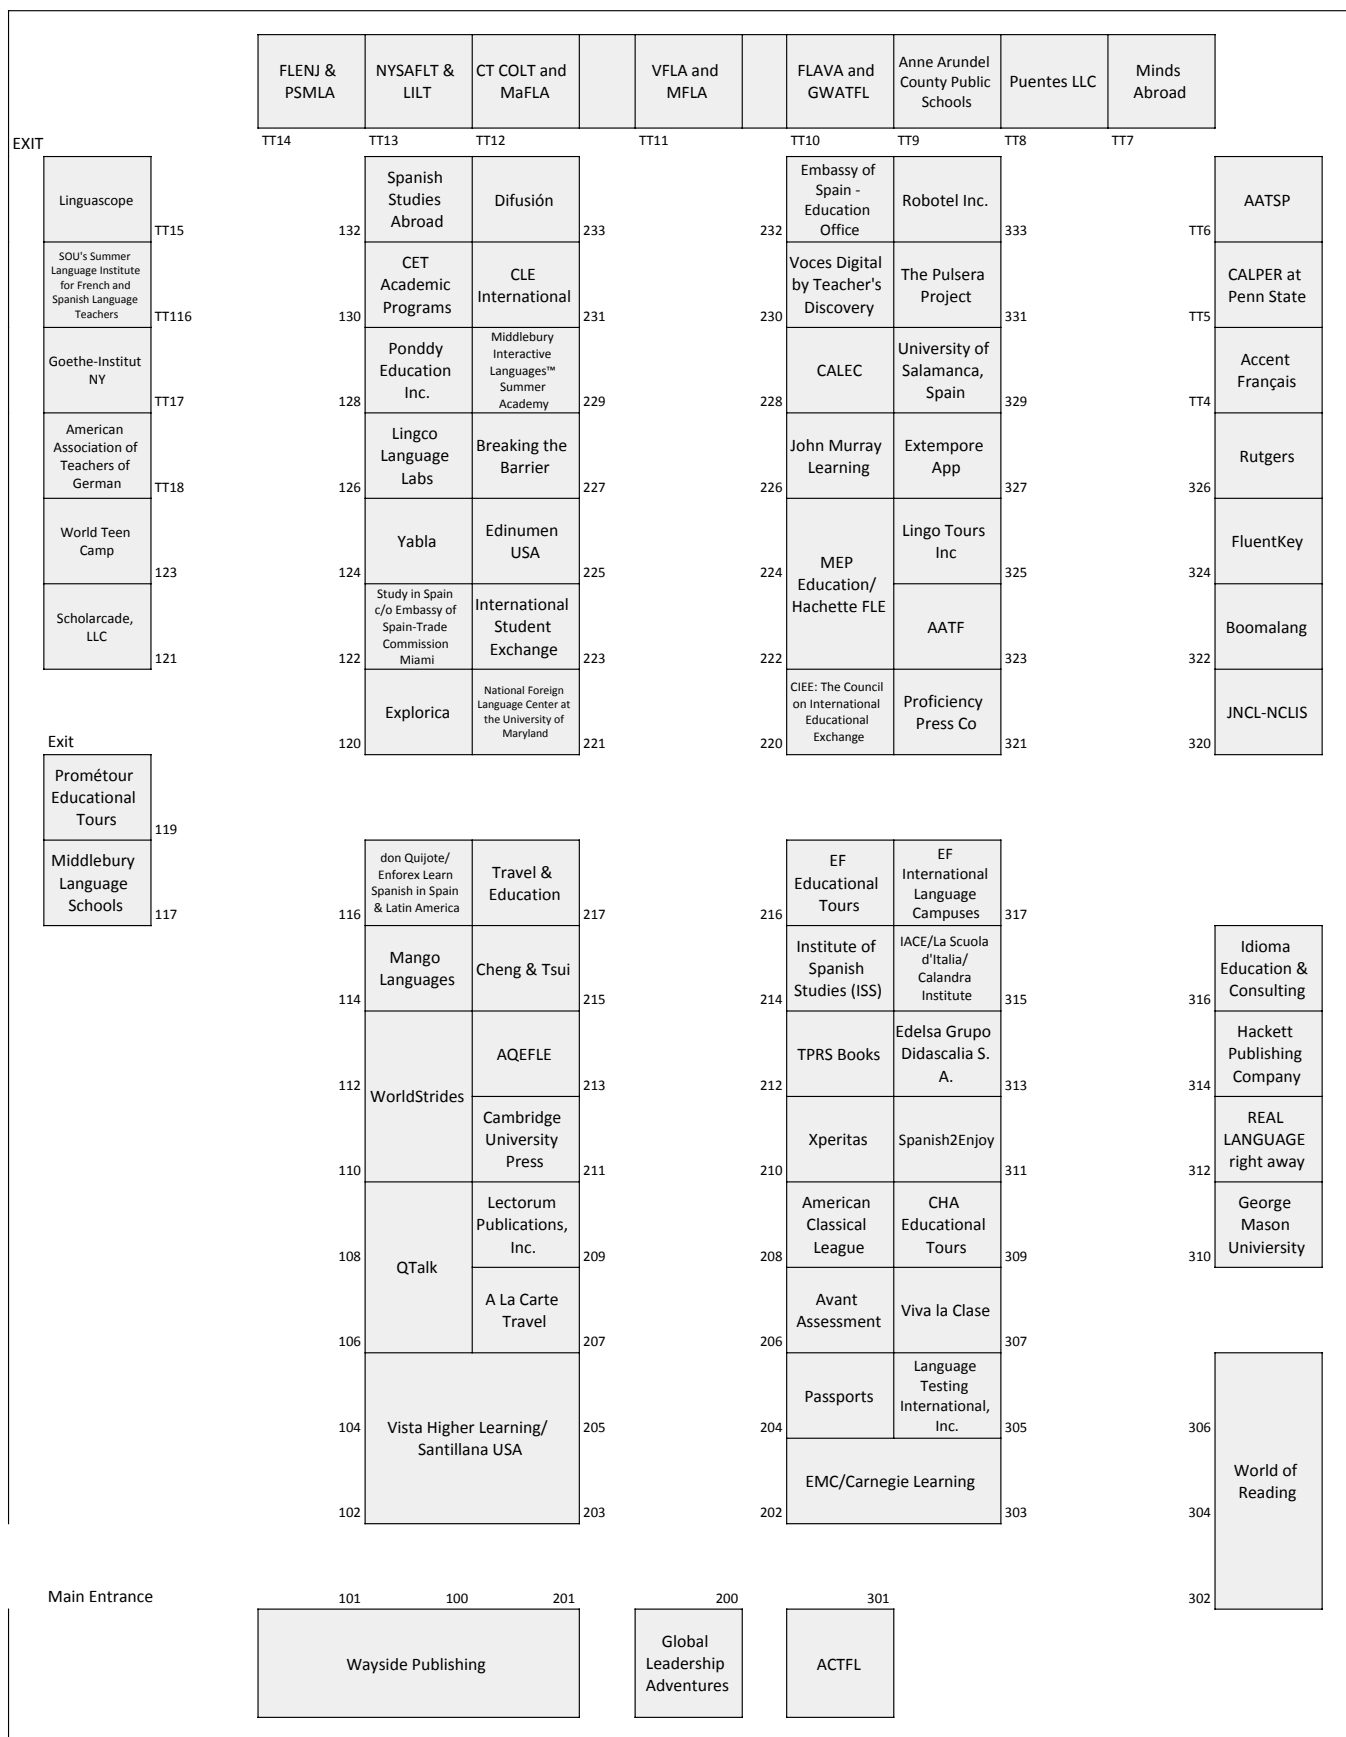 FLENJ &
PSMLA
NYSAFLT &
LILT
CT COLT and
MaFLA
VFLA and
MFLA
FLAVA and
GWATFL
Anne Arundel
County Public
Schools
Puentes LLC
Minds
Abroad
EXIT
TT14
TT13
TT12
TT11
TT10
TT9
TT8
TT7
Linguascope
TT15
132
Spanish
Studies
Abroad
Difusión
233
232
Embassy of
Spain -
Education
Office
Robotel Inc.
333
TT6
AATSP
SOU's Summer
Language Institute
for French and
Spanish Language
Teachers
TT116
130
CET
Academic
Programs
CLE
International
231
230
Voces Digital
by Teacher's
Discovery
The Pulsera
Project
331
TT5
CALPER at
Penn State
Goethe-Institut
NY
TT17
128
Ponddy
Education
Inc.
Middlebury
Interactive
Languages™
Summer
Academy
229
228
CALEC
University of
Salamanca,
Spain
329
TT4
Accent
Français
American
Association of
Teachers of
German
TT18
126
Lingco
Language
Labs
Breaking the
Barrier
227
226
John Murray
Learning
Extempore
App
327
326
Rutgers
World Teen
Camp
123
124
Yabla
Edinumen
USA
225
224
MEP
Education/
Hachette FLE
Lingo Tours
Inc
325
324
FluentKey
Scholarcade,
LLC
121
122
Study in Spain
c/o Embassy of
Spain-Trade
Commission
Miami
International
Student
Exchange
223
222
AATF
323
322
Boomalang
Exit
120
Explorica
National Foreign
Language Center at
the University of
Maryland
221
220
CIEE: The Council
on International
Educational
Exchange
Proficiency
Press Co
321
320
JNCL-NCLIS
Prométour
Educational
Tours
119
Middlebury
Language
Schools
117
116
don Quijote/
Enforex Learn
Spanish in Spain
& Latin America
Travel &
Education
217
216
EF
Educational
Tours
EF
International
Language
Campuses
317
114
Mango
Languages
Cheng & Tsui
215
214
Institute of
Spanish
Studies (ISS)
IACE/La Scuola
d'Italia/
Calandra
Institute
315
316
Idioma
Education &
Consulting
112
WorldStrides
AQEFLE
213
212
TPRS Books
Edelsa Grupo
Didascalia S.
A.
313
314
Hackett
Publishing
Company
110
Cambridge
University
Press
211
210
Xperitas
Spanish2Enjoy
311
312
REAL
LANGUAGE
right away
108
QTalk
Lectorum
Publications,
Inc.
209
208
American
Classical
League
CHA
Educational
Tours
309
310
George
Mason
Univiersity
106
A La Carte
Travel
207
206
Avant
Assessment
Viva la Clase
307
104
Vista Higher Learning/
Santillana USA
205
204
Passports
Language
Testing
International,
Inc.
305
306
World of
Reading
102
203
202
EMC/Carnegie Learning
303
304
Main Entrance
101
100
201
200
301
302
Wayside Publishing
Global
Leadership
Adventures
ACTFL